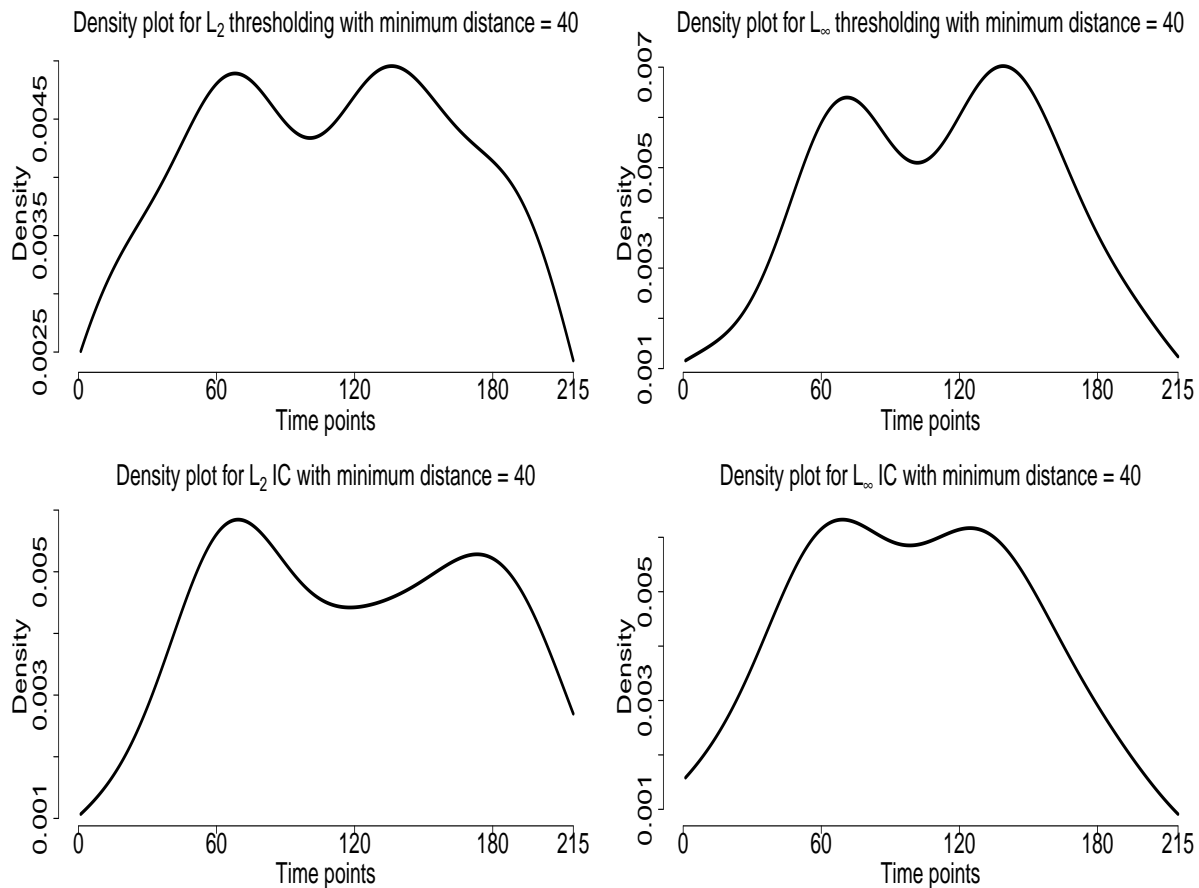 Density plot for L₂ thresholding with minimum distance = 40
Density
0.0025 0.0035 0.0045
0 60 120 180 215
Time points
Density plot for L∞ thresholding with minimum distance = 40
Density
0.001 0.003 0.005 0.007
0 60 120 180 215
Time points
Density plot for L₂ IC with minimum distance = 40
Density
0.001 0.003 0.005
0 60 120 180 215
Time points
Density plot for L∞ IC with minimum distance = 40
Density
0.001 0.003 0.005
0 60 120 180 215
Time points